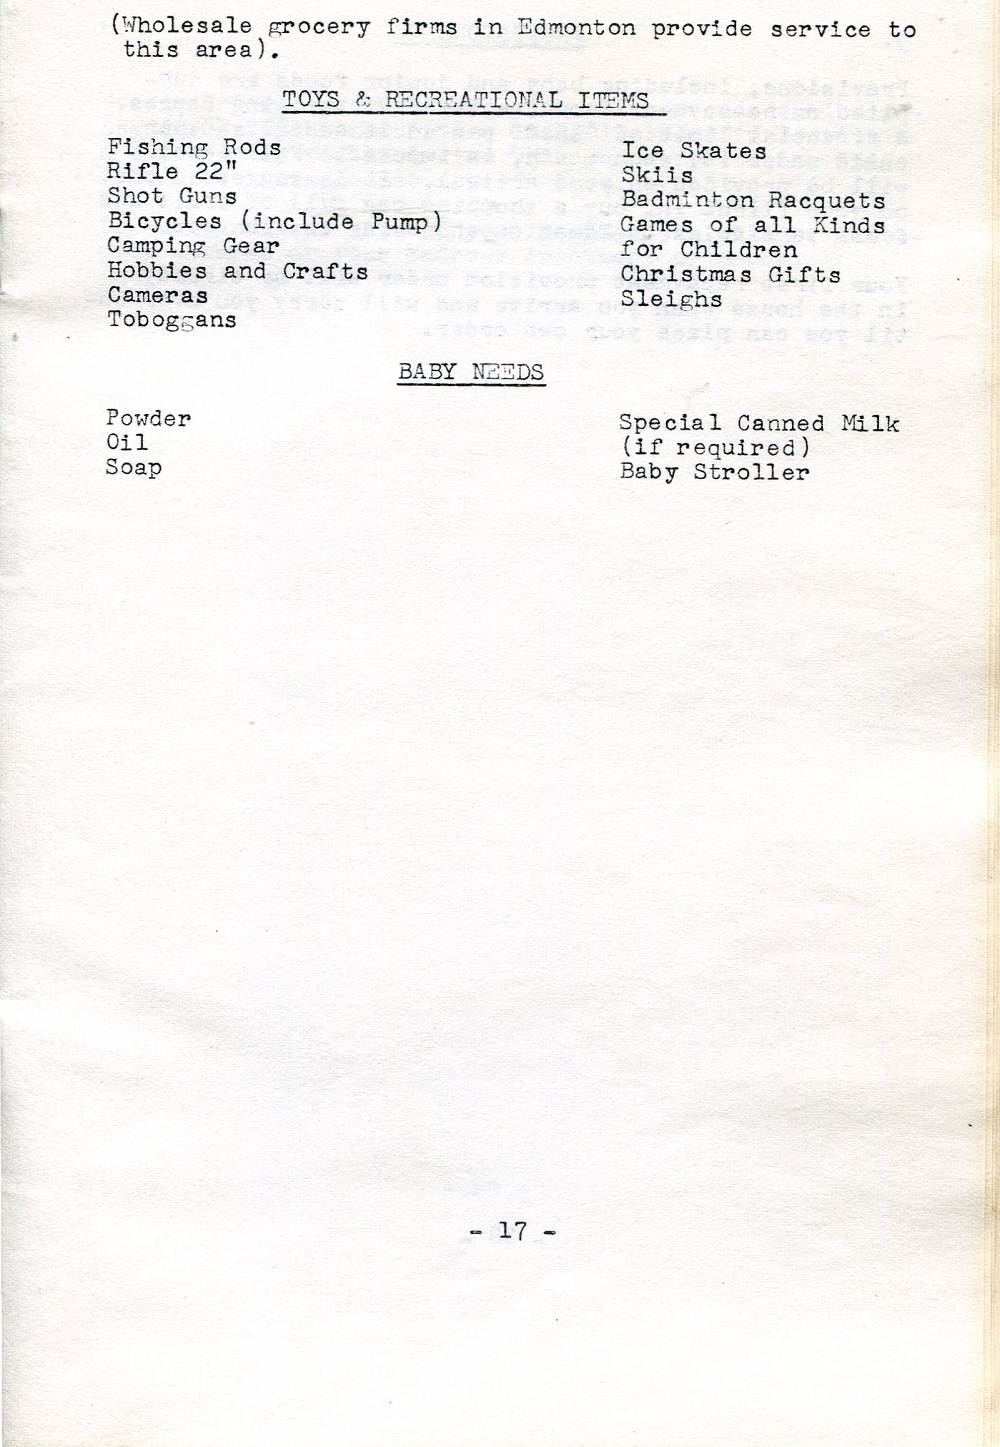 (Wholesale grocery firms in Edmonton provide service to
this area).
TOYS & RECREATIONAL ITEMS
Fishing Rods
Rifle 22"
Shot Guns
Bicycles (include Pump)
Camping Gear
Hobbies and Crafts
Cameras
Toboggans
Ice Skates
Skiis
Badminton Racquets
Games of all Kinds
for Children
Christmas Gifts
Sleighs
BABY NEEDS
Powder
Oil
Soap
Special Canned Milk
(if required)
Baby Stroller
- 17 -